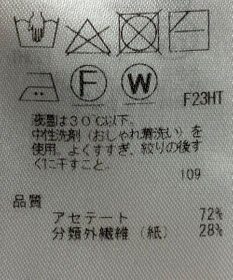 F
W
F23HT
液温は30℃以下。
中性洗剤(おしゃれ着洗い)を
使用、よくすすぎ、絞りの後す
ぐに干すこと。
109
品質
アセテート 72%
分類外繊維(紙) 28%